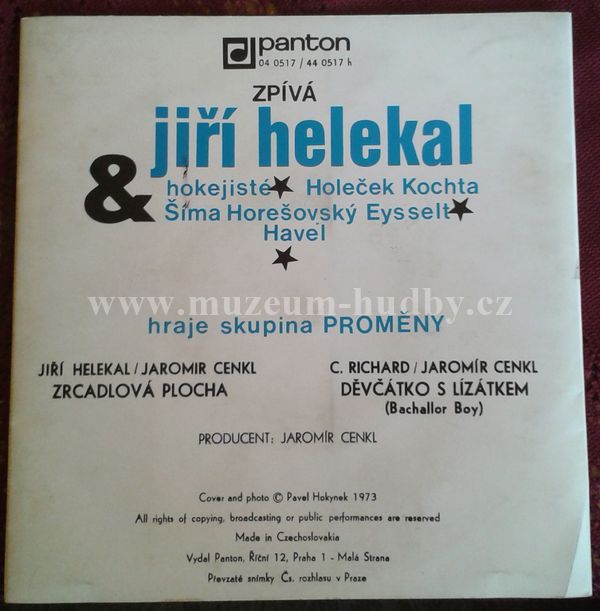 panton
04 0517 / 44 0517 h
ZPÍVÁ
jiří helekal
& hokejisté★ Holeček Kochta
Šíma Horešovský Eysselt★
Havel
★
www.muzeum-hudby.cz
hraje skupina PROMĚNY
JIŘÍ HELEKAL / JAROMIR CENKL
ZRCADLOVÁ PLOCHA
C. RICHARD / JAROMÍR CENKL
DĚVČÁTKO S LÍZÁTKEM
(Bachallor Boy)
PRODUCENT: JAROMÍR CENKL
Cover and photo © Pavel Hokynek 1973
All rights of copying, broadcasting or public performances are reserved
Made in Czechoslovakia
Vydal Panton, Říční 12, Praha 1 - Malá Strana
Převzaté snímky Čs. rozhlasu v Praze